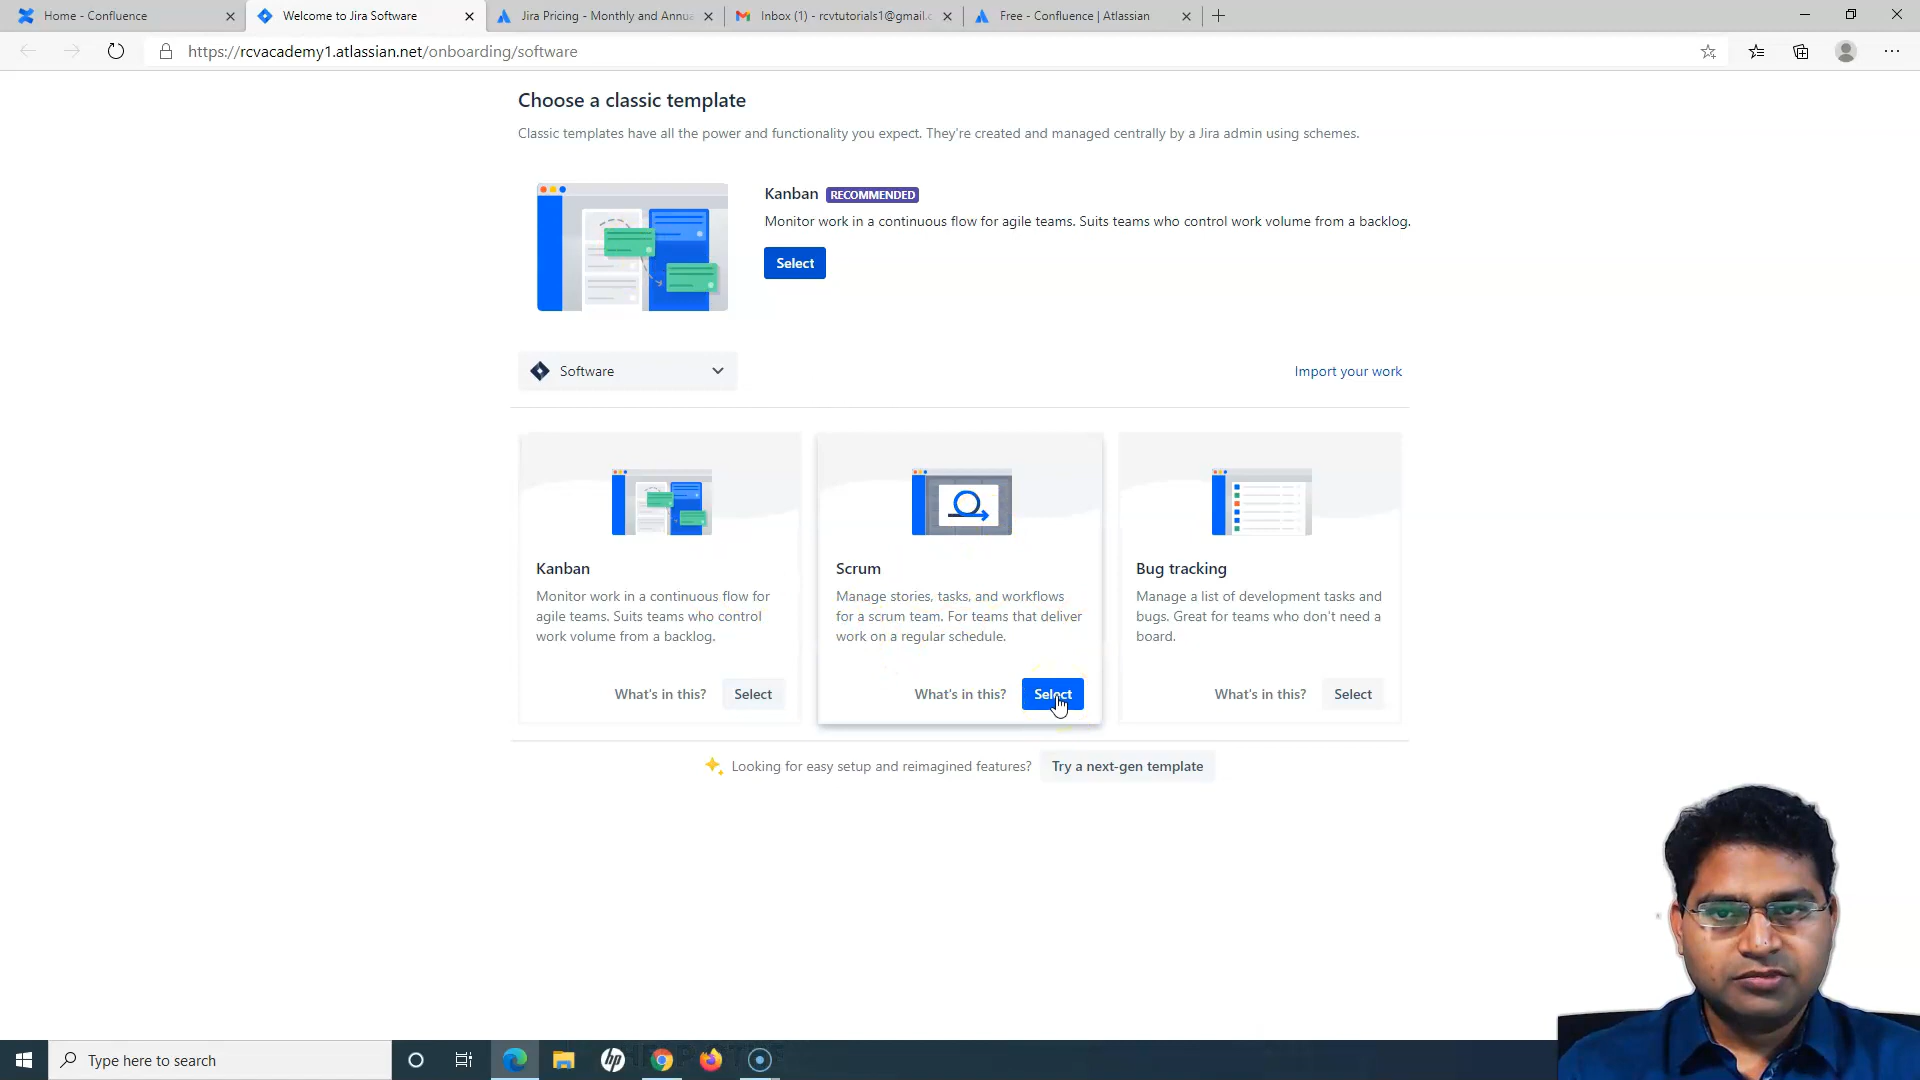 Home - Confluence
Welcome to Jira Software
Jira Pricing - Monthly and Annua
Inbox (1) - rcvtutorials1@gmail.c
Free - Confluence | Atlassian
https://rcvacademy1.atlassian.net/onboarding/software
Choose a classic template
Classic templates have all the power and functionality you expect. They're created and managed centrally by a Jira admin using schemes.
Kanban RECOMMENDED
Monitor work in a continuous flow for agile teams. Suits teams who control work volume from a backlog.
Select
Software
Import your work
Kanban
Monitor work in a continuous flow for
agile teams. Suits teams who control
work volume from a backlog.
What's in this? Select
Scrum
Manage stories, tasks, and workflows
for a scrum team. For teams that deliver
work on a regular schedule.
What's in this? Select
Bug tracking
Manage a list of development tasks and
bugs. Great for teams who don't need a
board.
What's in this? Select
Looking for easy setup and reimagined features? Try a next-gen template
Type here to search
hp